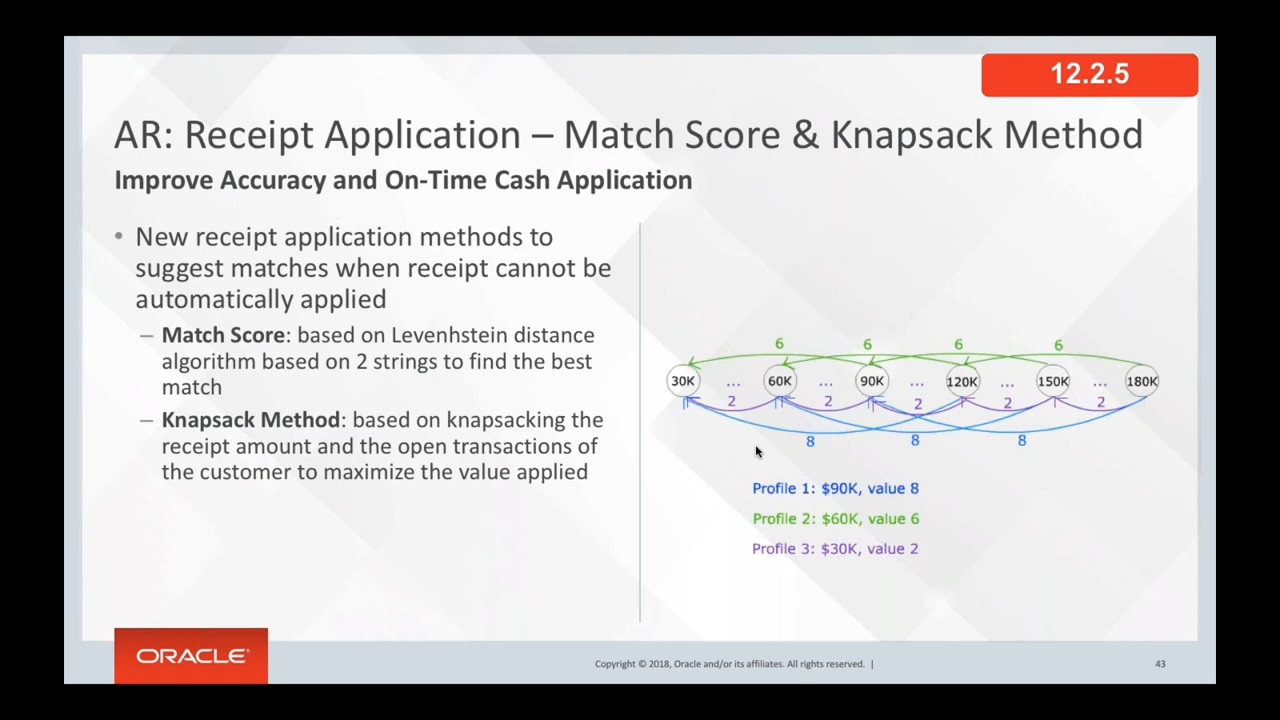 12.2.5
AR: Receipt Application – Match Score & Knapsack Method
Improve Accuracy and On-Time Cash Application
• New receipt application methods to
suggest matches when receipt cannot be
automatically applied
– Match Score: based on Levenhstein distance
algorithm based on 2 strings to find the best
match
– Knapsack Method: based on knapsacking the
receipt amount and the open transactions of
the customer to maximize the value applied
6 6 6 6
30K ... 60K ... 90K ... 120K ... 150K ... 180K
2 2 2 2 2
8 8 8
Profile 1: $90K, value 8
Profile 2: $60K, value 6
Profile 3: $30K, value 2
ORACLE®
Copyright © 2018, Oracle and/or its affiliates. All rights reserved. |
43